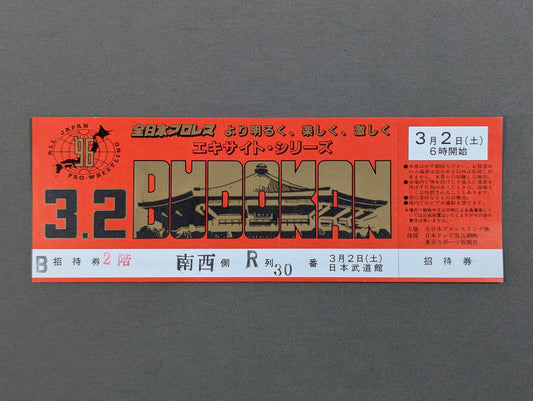 ALL JAPAN
96
PRO-WRESTLING
全日本プロレス より明るく、楽しく、激しく
エキサイト・シリーズ
3.2
BUDOKAN
B 招待券 2階 南西側 R列 30番 3月2日(土)
日本武道館
3月2日(土)
6時開始
主催 全日本プロレスリング㈱
後援 日本テレビ放送網㈱
東京スポーツ新聞社
招待券